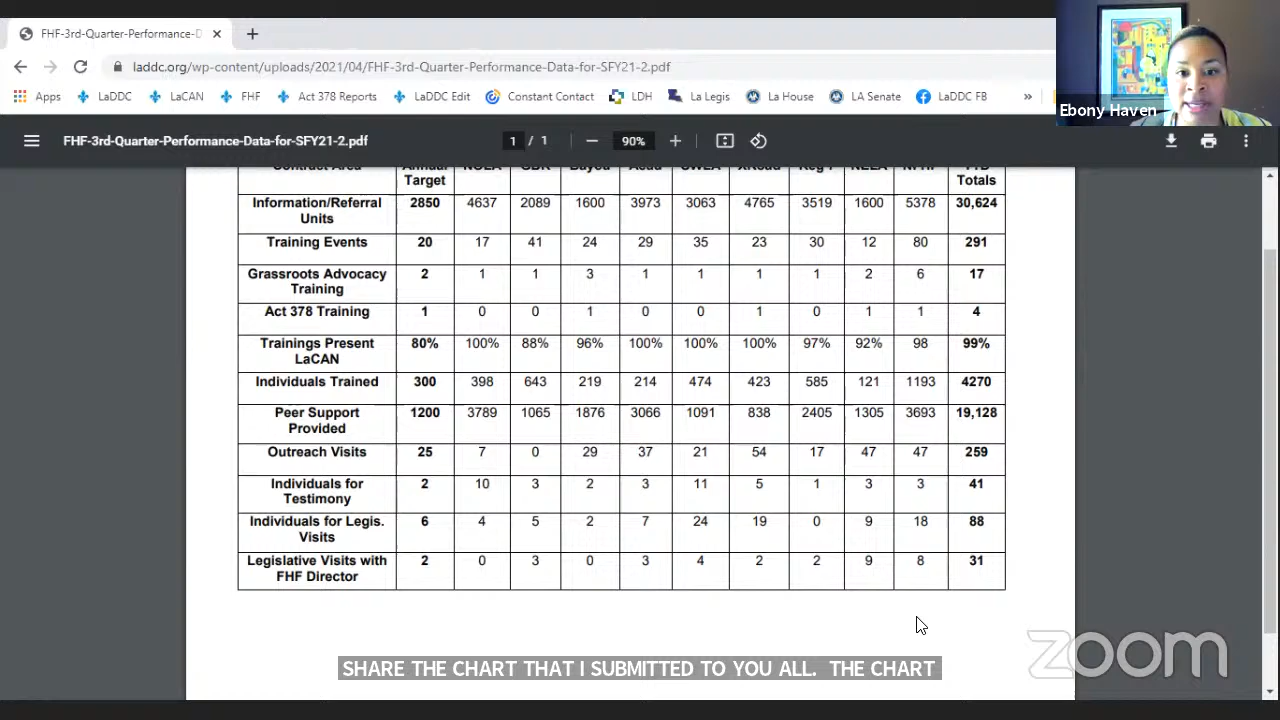 FHF-3rd-Quarter-Performance-D
laddc.org/wp-content/uploads/2021/04/FHF-3rd-Quarter-Performance-Data-for-SFY21-2.pdf
Apps LaDDC LaCAN FHF Act 378 Reports LaDDC Edit Constant Contact LDH La Legis La House LA Senate LaDDC FB »
Ebony Haven
FHF-3rd-Quarter-Performance-Data-for-SFY21-2.pdf 1 / 1 90%
Target Totals
Information/Referral 2850 4637 2089 1600 3973 3063 4765 3519 1600 5378 30,624
Units
Training Events 20 17 41 24 29 35 23 30 12 80 291
Grassroots Advocacy 2 1 1 3 1 1 1 1 2 6 17
Training
Act 378 Training 1 0 0 1 0 0 1 0 1 1 4
Trainings Present 80% 100% 88% 96% 100% 100% 100% 97% 92% 98 99%
LaCAN
Individuals Trained 300 398 643 219 214 474 423 585 121 1193 4270
Peer Support 1200 3789 1065 1876 3066 1091 838 2405 1305 3693 19,128
Provided
Outreach Visits 25 7 0 29 37 21 54 17 47 47 259
Individuals for 2 10 3 2 3 11 5 1 3 3 41
Testimony
Individuals for Legis. 6 4 5 2 7 24 19 0 9 18 88
Visits
Legislative Visits with 2 0 3 0 3 4 2 2 9 8 31
FHF Director
zoom
SHARE THE CHART THAT I SUBMITTED TO YOU ALL. THE CHART